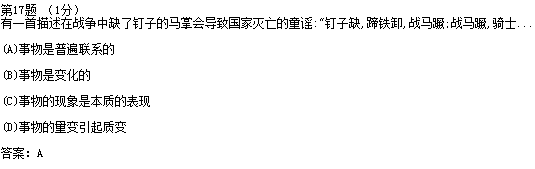 第17题 （1分）
有一首描述在战争中缺了钉子的马掌会导致国家灭亡的童谣:“钉子缺,蹄铁卸,战马蹶;战马蹶,骑士...
(A)事物是普遍联系的
(B)事物是变化的
(C)事物的现象是本质的表现
(D)事物的量变引起质变
答案: A